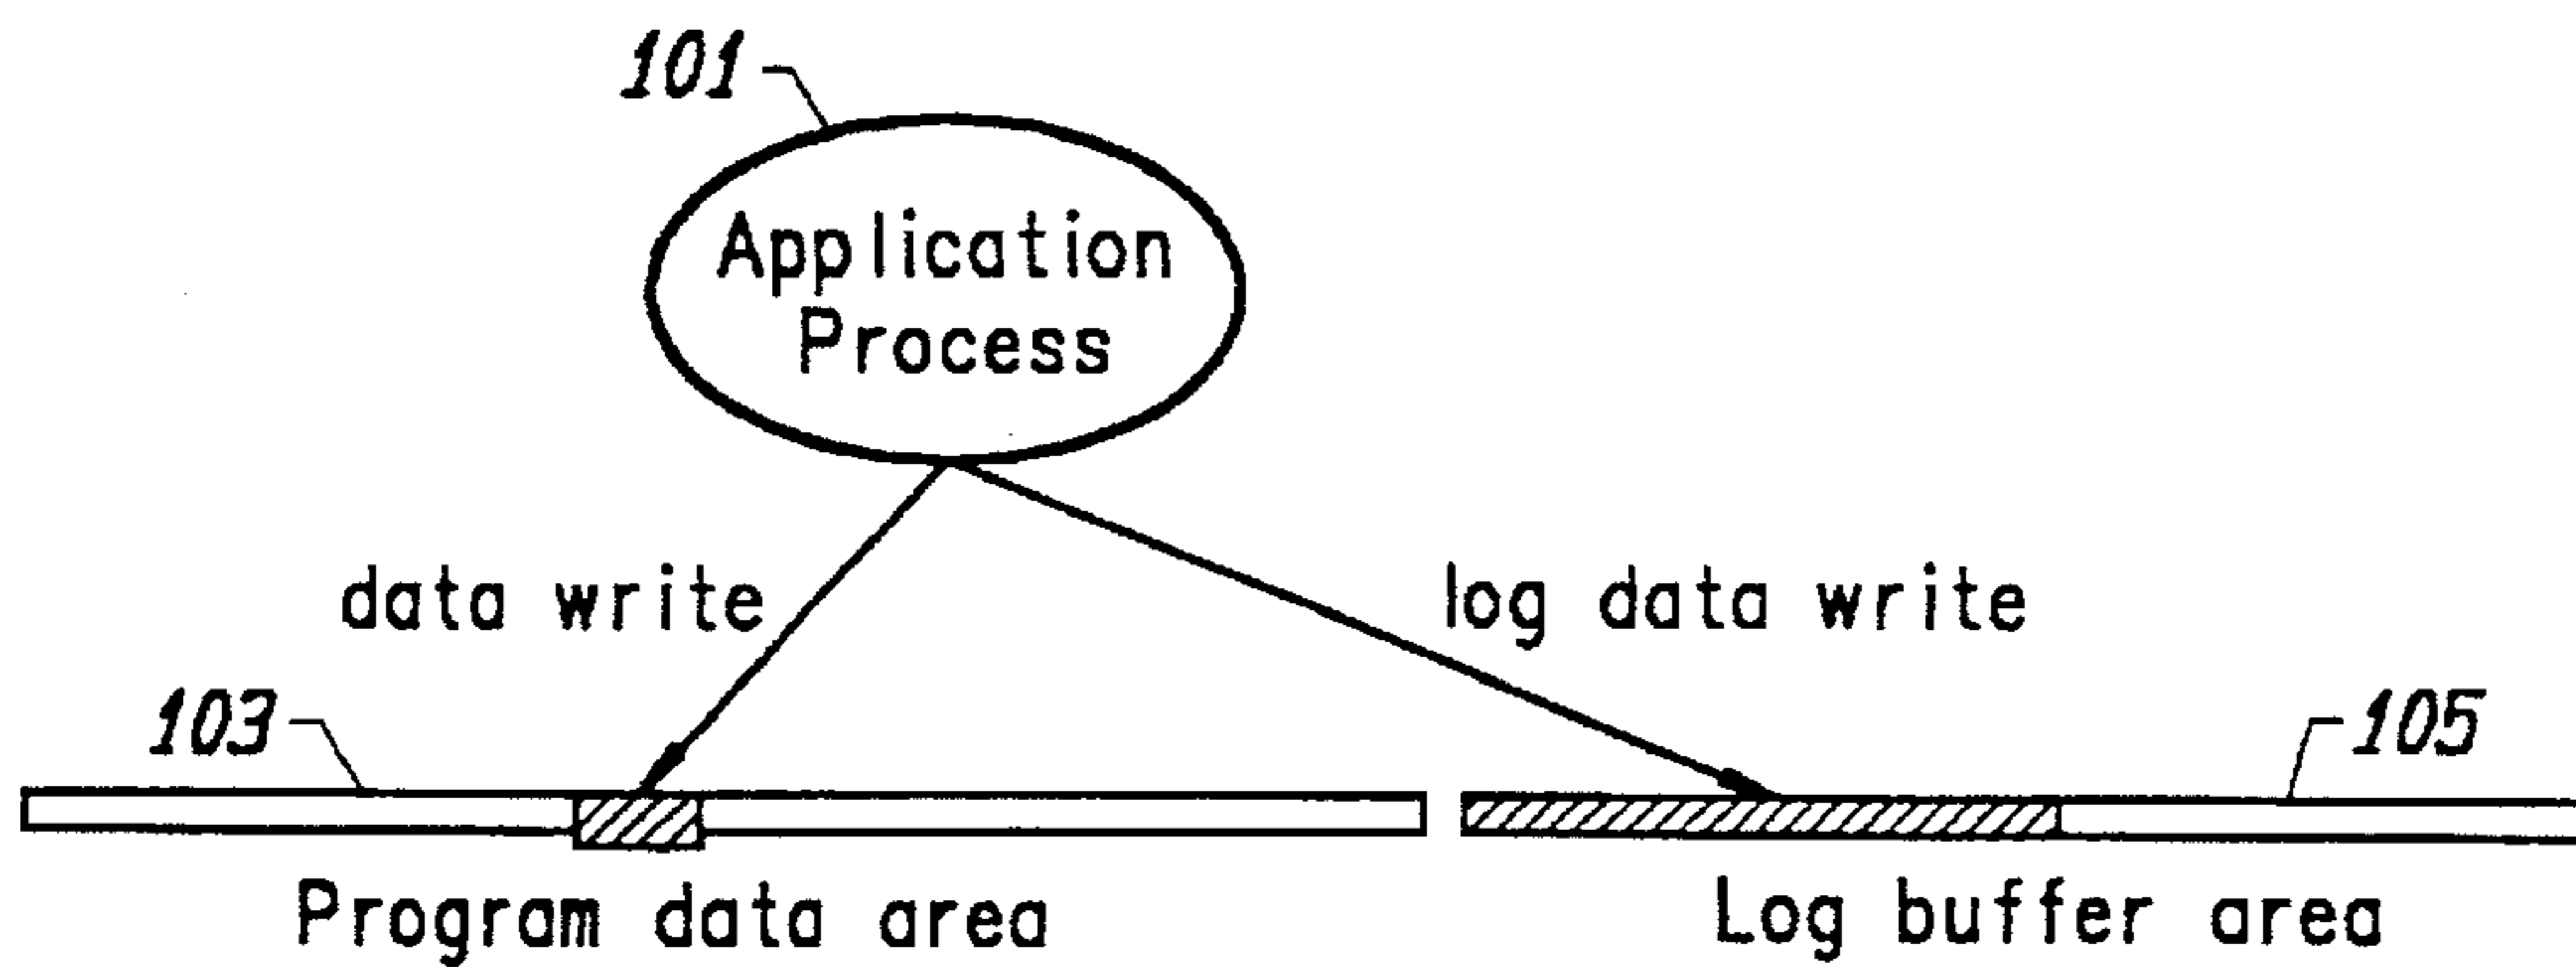 101
Application
Process
data write
log data write
103
105
Program data area
Log buffer area